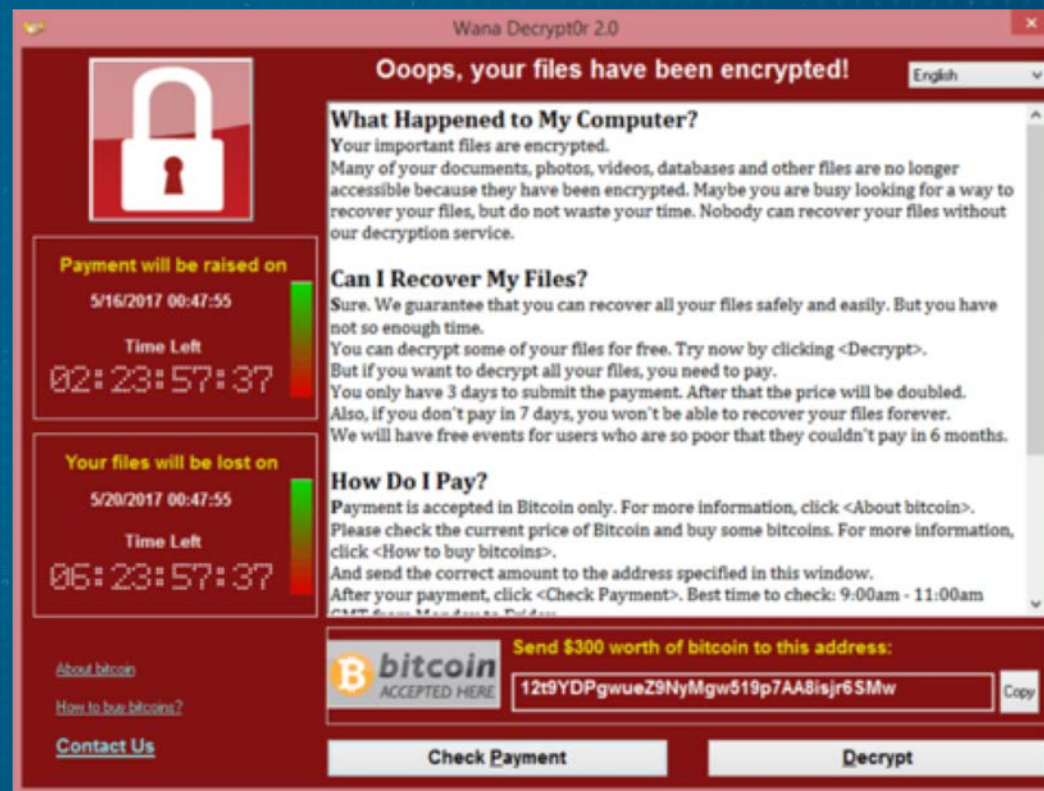 Wana Decrypt0r 2.0
Ooops, your files have been encrypted!
English
What Happened to My Computer?
Your important files are encrypted.
Many of your documents, photos, videos, databases and other files are no longer
accessible because they have been encrypted. Maybe you are busy looking for a way to
recover your files, but do not waste your time. Nobody can recover your files without
our decryption service.
Can I Recover My Files?
Sure. We guarantee that you can recover all your files safely and easily. But you have
not so enough time.
You can decrypt some of your files for free. Try now by clicking <Decrypt>.
But if you want to decrypt all your files, you need to pay.
You only have 3 days to submit the payment. After that the price will be doubled.
Also, if you don't pay in 7 days, you won't be able to recover your files forever.
We will have free events for users who are so poor that they couldn't pay in 6 months.
How Do I Pay?
Payment is accepted in Bitcoin only. For more information, click <About bitcoin>.
Please check the current price of Bitcoin and buy some bitcoins. For more information,
click <How to buy bitcoins>.
And send the correct amount to the address specified in this window.
After your payment, click <Check Payment>. Best time to check: 9:00am - 11:00am
GMT from Monday to Friday
Payment will be raised on
5/16/2017 00:47:55
Time Left
02:23:57:37
Your files will be lost on
5/20/2017 00:47:55
Time Left
06:23:57:37
About bitcoin
How to buy bitcoins?
Contact Us
bitcoin
ACCEPTED HERE
Send $300 worth of bitcoin to this address:
12t9YDPgwueZ9NyMgw519p7AA8isjr6SMw
Copy
Check Payment
Decrypt